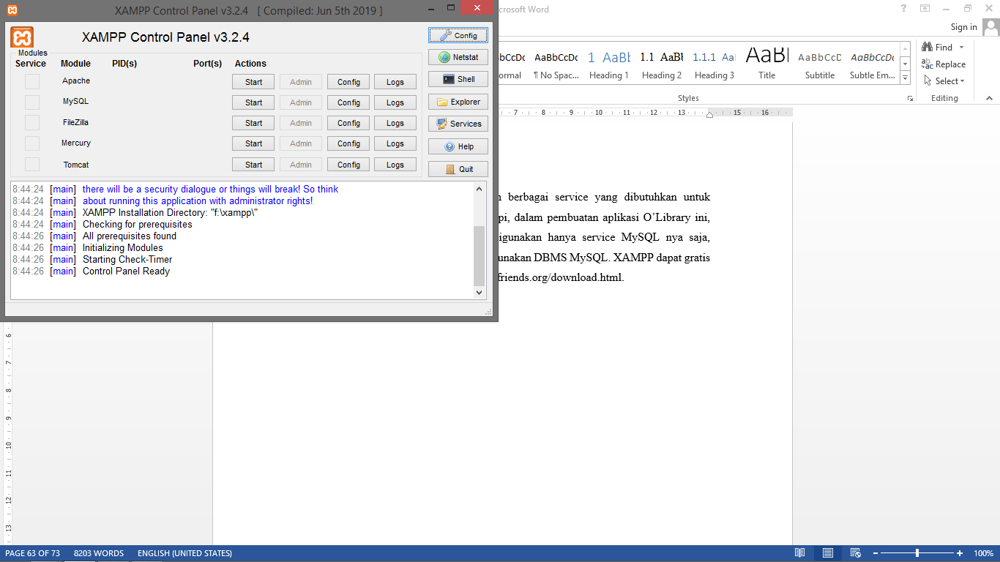 XAMPP Control Panel v3.2.4 [ Compiled: Jun 5th 2019 ]
XAMPP Control Panel v3.2.4
Modules
Service Module PID(s) Port(s) Actions
Apache Start Admin Config Logs
MySQL Start Admin Config Logs
FileZilla Start Admin Config Logs
Mercury Start Admin Config Logs
Tomcat Start Admin Config Logs
Config
Netstat
Shell
Explorer
Services
Help
Quit
8:44:24 [main] there will be a security dialogue or things will break! So think
8:44:24 [main] about running this application with administrator rights!
8:44:24 [main] XAMPP Installation Directory: "f:\xampp\"
8:44:24 [main] Checking for prerequisites
8:44:26 [main] All prerequisites found
8:44:26 [main] Initializing Modules
8:44:26 [main] Starting Check-Timer
8:44:26 [main] Control Panel Ready
crosoft Word
?
Sign in
bCcDc AaBbCcDc 1 AaBb 1.1 AaBb 1.1.1 Aa AaBb AaBbCcD AaBbCcDc
ormal ¶ No Spac... Heading 1 Heading 2 Heading 3 Title Subtitle Subtle Em...
Styles
Find
Replace
Select
Editing
7 8 9 10 11 12 13 15 16
berbagai service yang dibutuhkan untuk
pi, dalam pembuatan aplikasi O’Library ini,
igunakan hanya service MySQL nya saja,
unakan DBMS MySQL. XAMPP dapat gratis
friends.org/download.html.
6
7
8
9
10
11
12
13
PAGE 63 OF 73 8203 WORDS ENGLISH (UNITED STATES) 100%